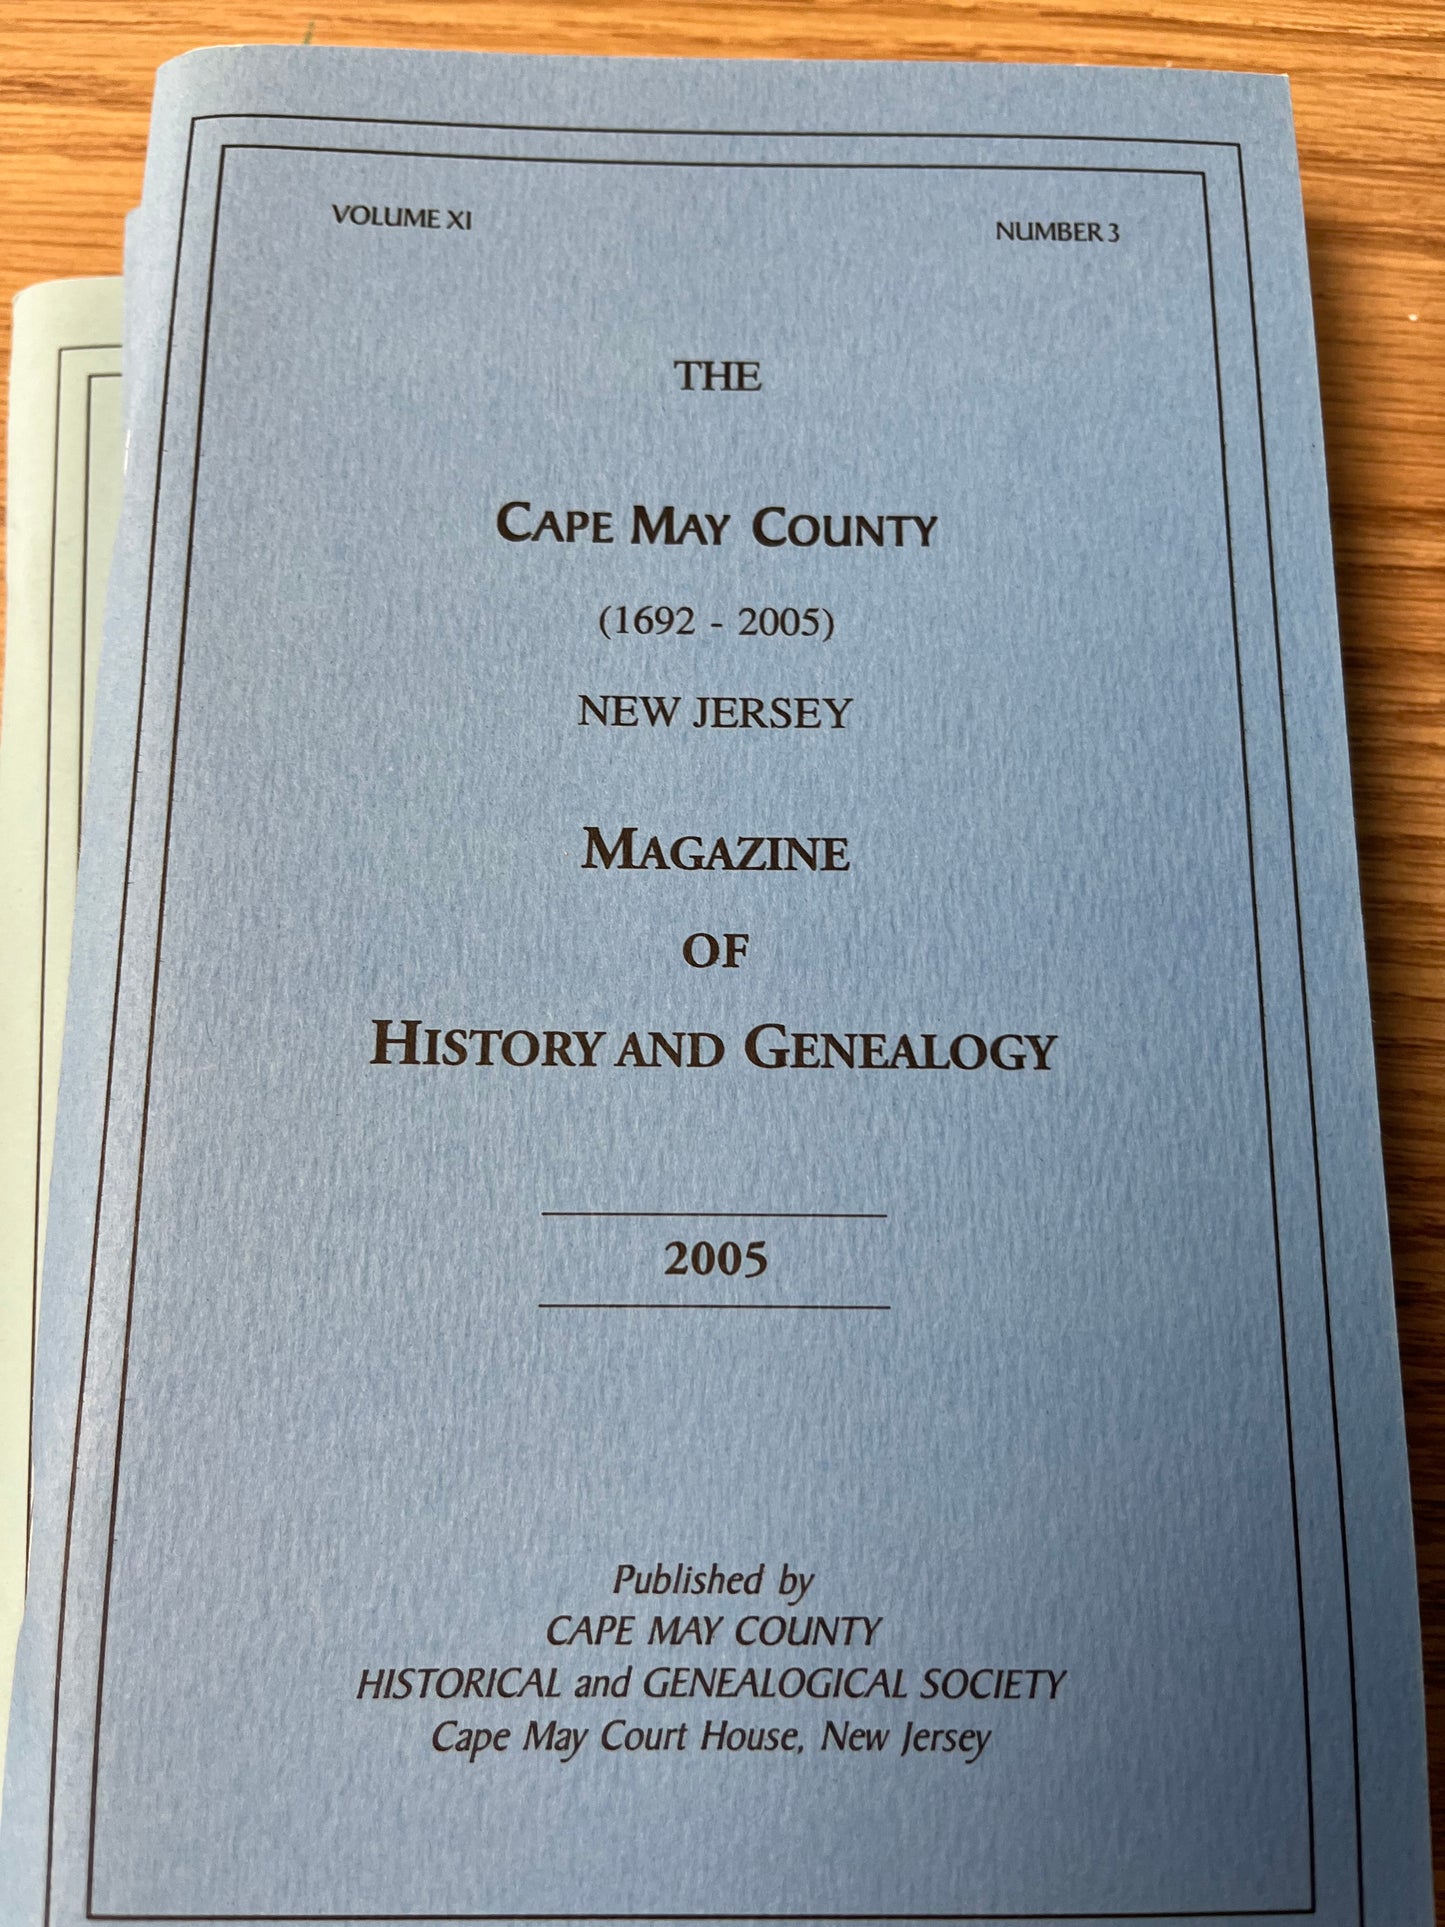 VOLUME XI
NUMBER 3
THE
CAPE MAY COUNTY
(1692 - 2005)
NEW JERSEY
MAGAZINE
OF
HISTORY AND GENEALOGY
2005
Published by
CAPE MAY COUNTY
HISTORICAL and GENEALOGICAL SOCIETY
Cape May Court House, New Jersey